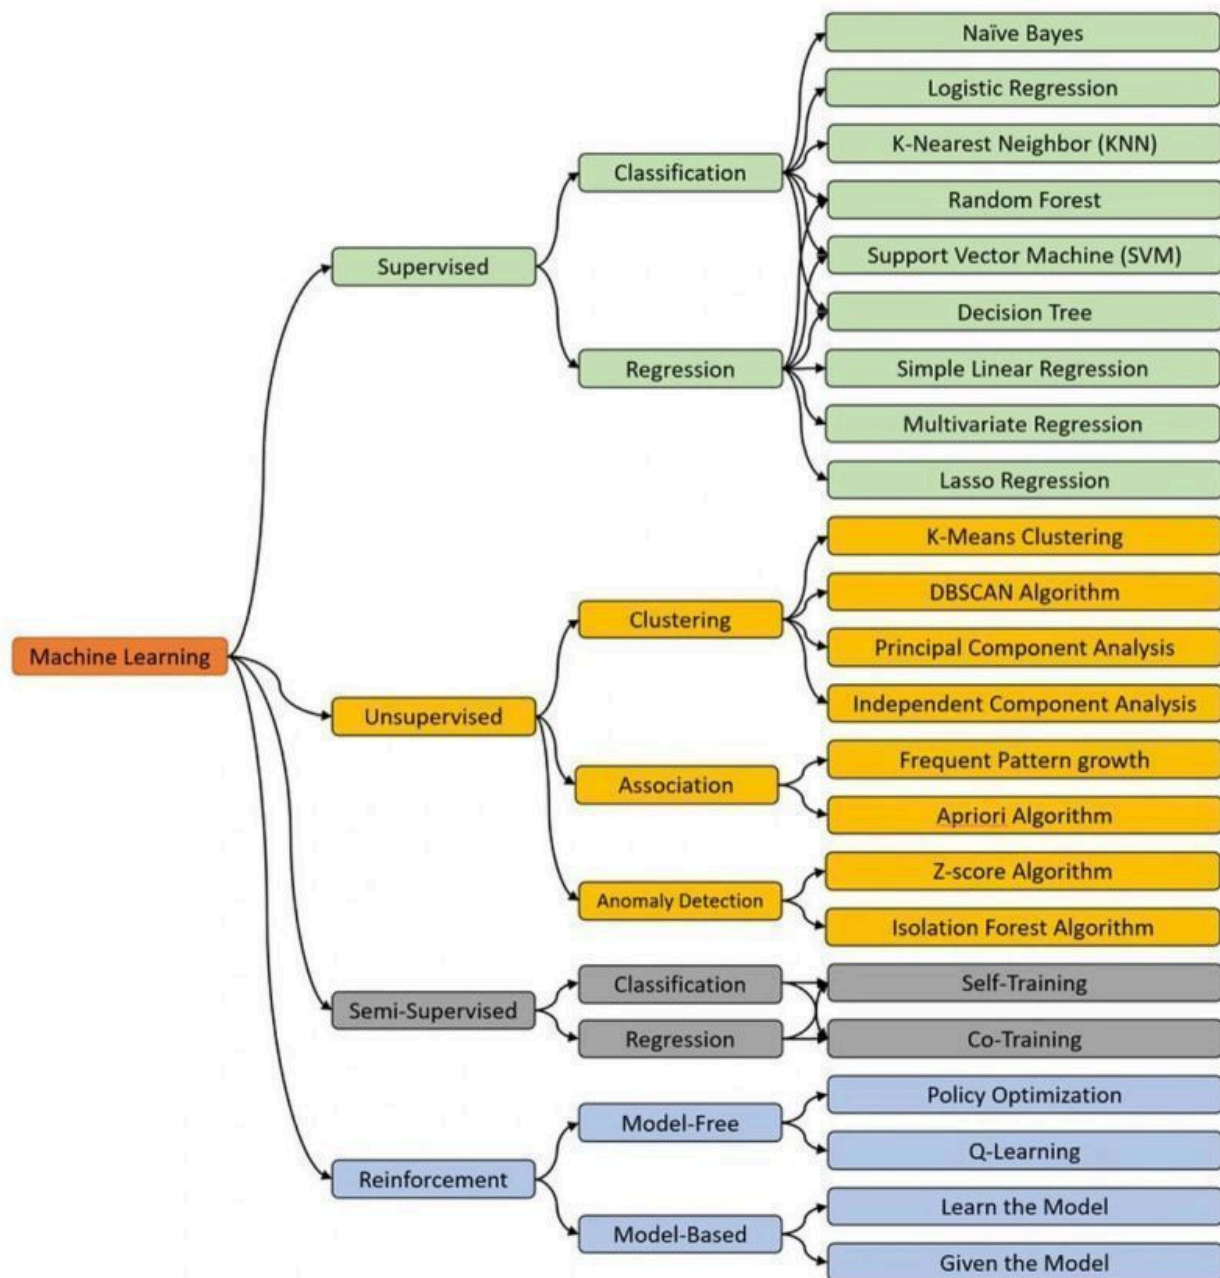 Naïve Bayes
Logistic Regression
K-Nearest Neighbor (KNN)
Classification
Random Forest
Support Vector Machine (SVM)
Supervised
Decision Tree
Regression
Simple Linear Regression
Multivariate Regression
Lasso Regression
K-Means Clustering
DBSCAN Algorithm
Clustering
Principal Component Analysis
Machine Learning
Independent Component Analysis
Unsupervised
Frequent Pattern growth
Association
Apriori Algorithm
Z-score Algorithm
Anomaly Detection
Isolation Forest Algorithm
Classification
Self-Training
Semi-Supervised
Regression
Co-Training
Policy Optimization
Model-Free
Q-Learning
Reinforcement
Learn the Model
Model-Based
Given the Model